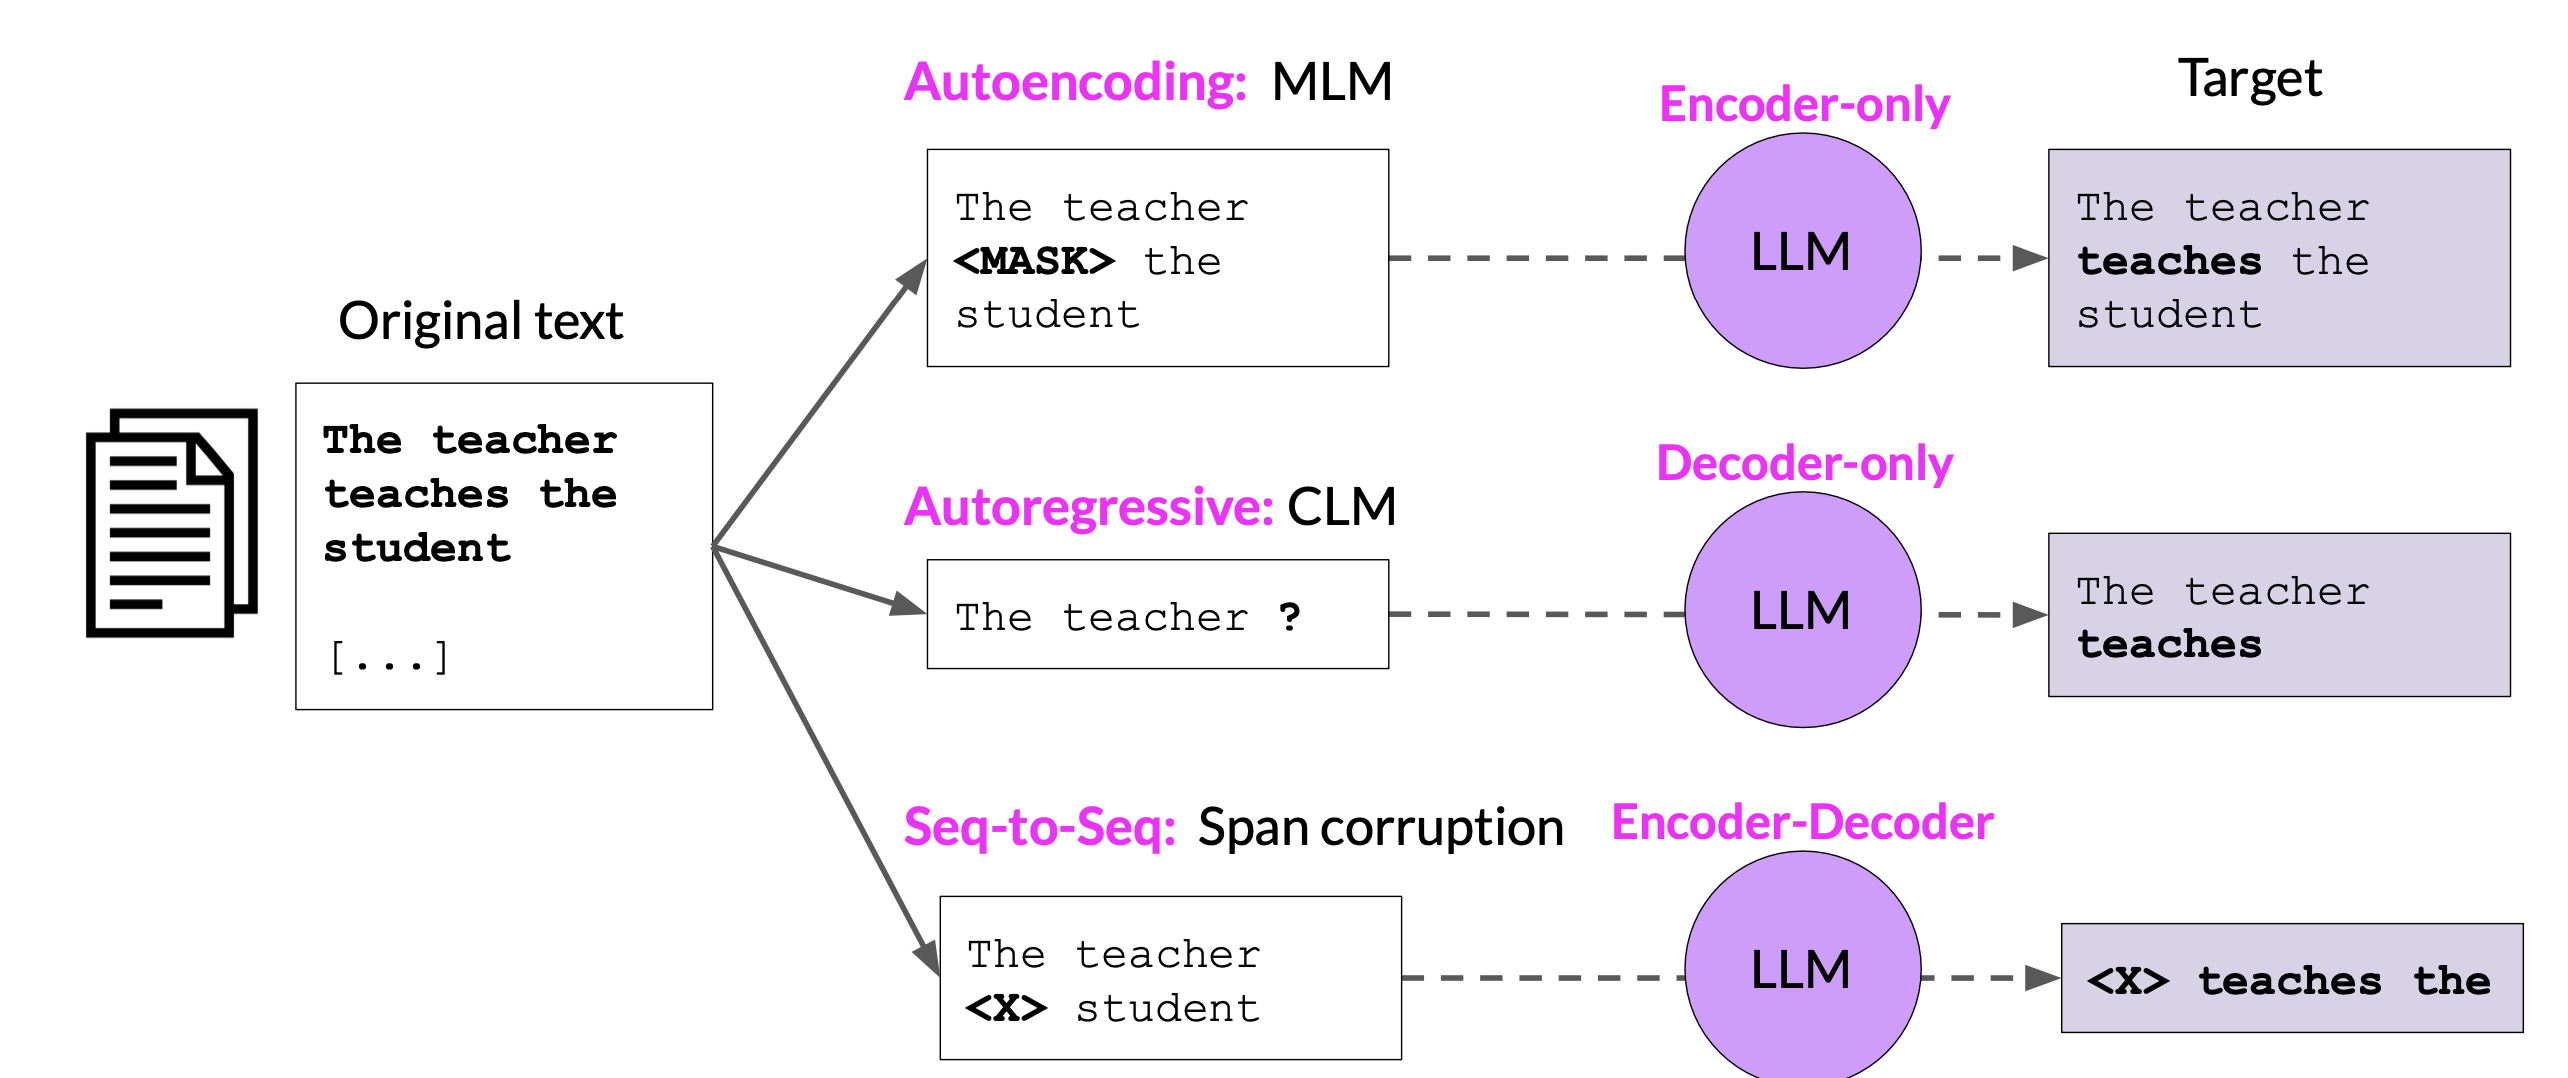 Original text
The teacher
teaches the
student
[...]
Autoencoding: MLM
The teacher
<MASK> the
student
Encoder-only
LLM
Target
The teacher
teaches the
student
Autoregressive: CLM
The teacher ?
Decoder-only
LLM
The teacher
teaches
Seq-to-Seq: Span corruption
The teacher
<X> student
Encoder-Decoder
LLM
<X> teaches the